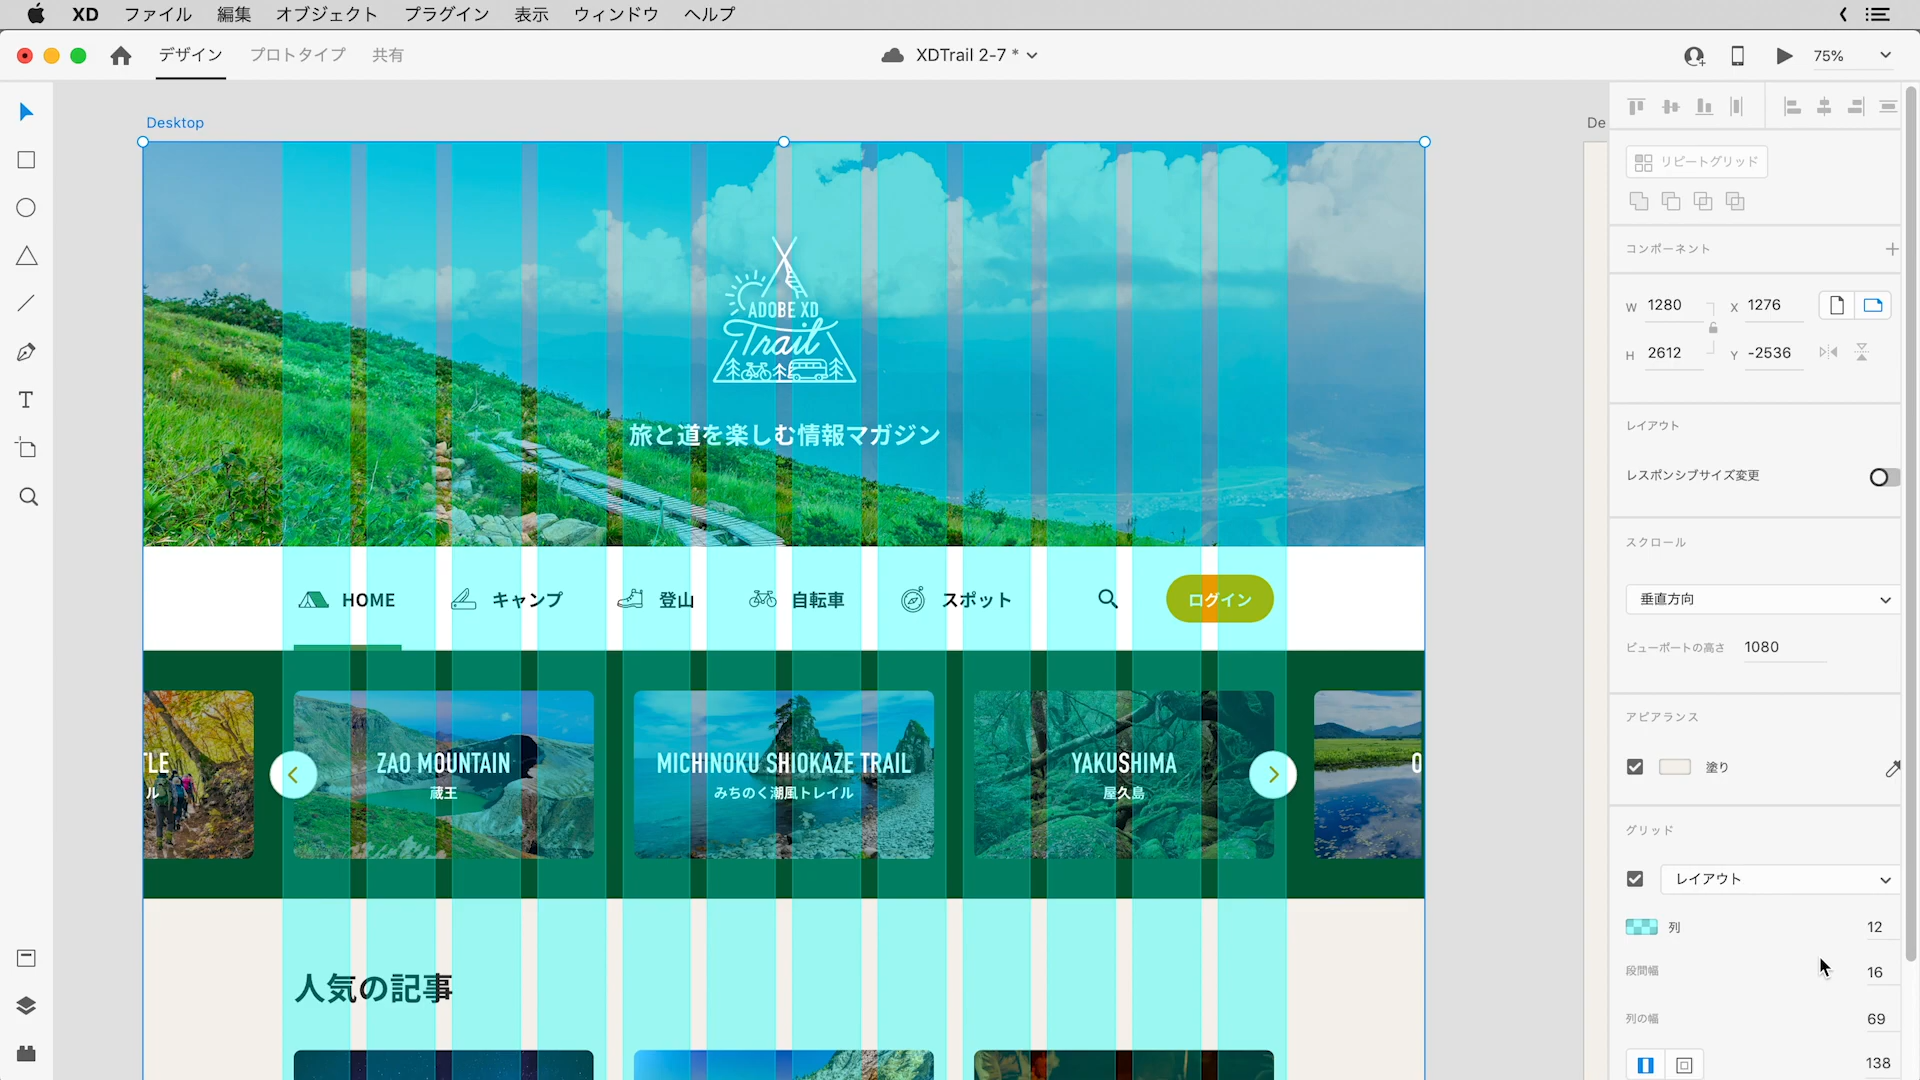 XD ファイル 編集 オブジェクト プラグイン 表示 ウィンドウ ヘルプ
デザイン プロトタイプ 共有 XDTrail 2-7 * 75%
Desktop
De
リピートグリッド
コンポーネント
W 1280 X 1276
H 2612 Y -2536
ADOBE XD
Trail
旅と道を楽しむ情報マガジン
レイアウト
レスポンシブサイズ変更
スクロール
垂直方向
ビューポートの高さ 1080
HOME キャンプ 登山 自転車 スポット ログイン
TLE ZAO MOUNTAIN MICHINOKU SHIOKAZE TRAIL YAKUSHIMA O
ル 蔵王 みちのく潮風トレイル 屋久島
アピアランス
塗り
グリッド
レイアウト
列 12
段間幅 16
列の幅 69
138
人気の記事